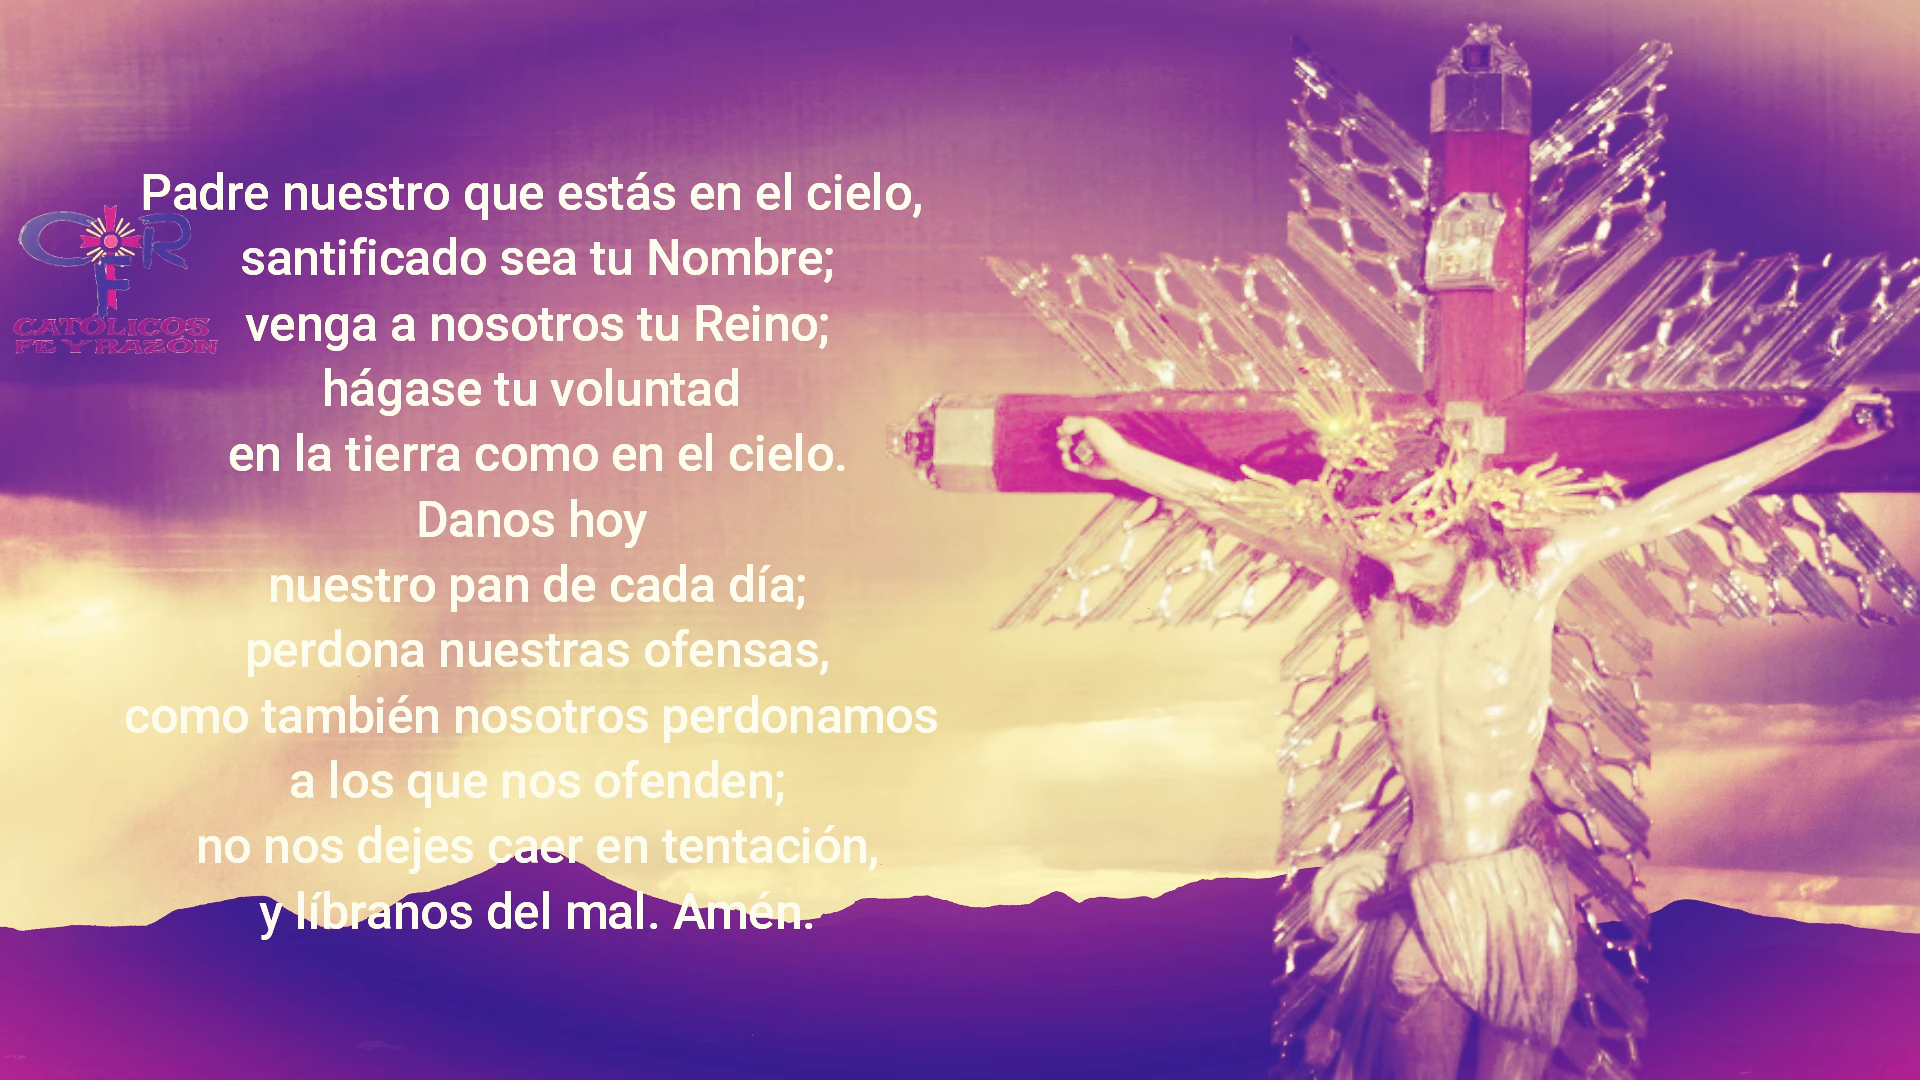 Padre nuestro que estás en el cielo,
santificado sea tu Nombre;
venga a nosotros tu Reino;
hágase tu voluntad
en la tierra como en el cielo.
Danos hoy
nuestro pan de cada día;
perdona nuestras ofensas,
como también nosotros perdonamos
a los que nos ofenden;
no nos dejes caer en tentación,
y líbranos del mal. Amén.
CFR
CATÓLICOS
FE Y RAZÓN